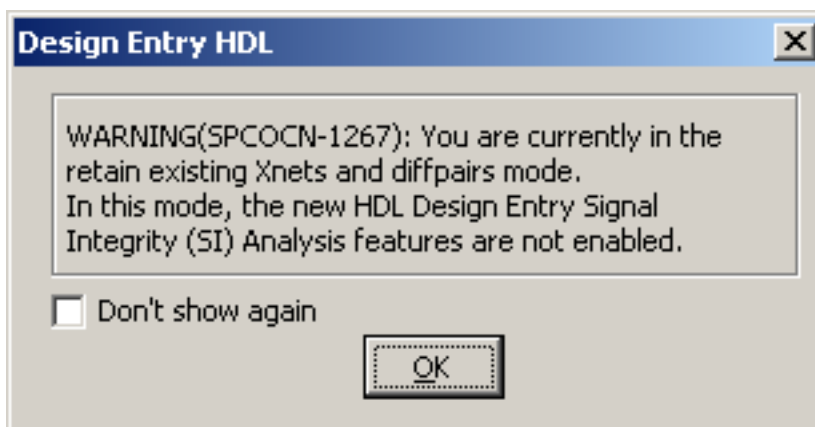 Design Entry HDL
WARNING(SPCOCN-1267): You are currently in the
retain existing Xnets and diffpairs mode.
In this mode, the new HDL Design Entry Signal
Integrity (SI) Analysis features are not enabled.
Don't show again
OK